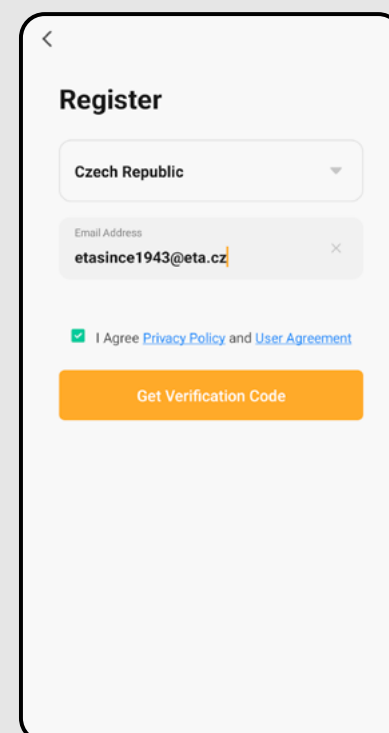 Register
Czech Republic
Email Address
etasince1943@eta.cz
I Agree Privacy Policy and User Agreement
Get Verification Code